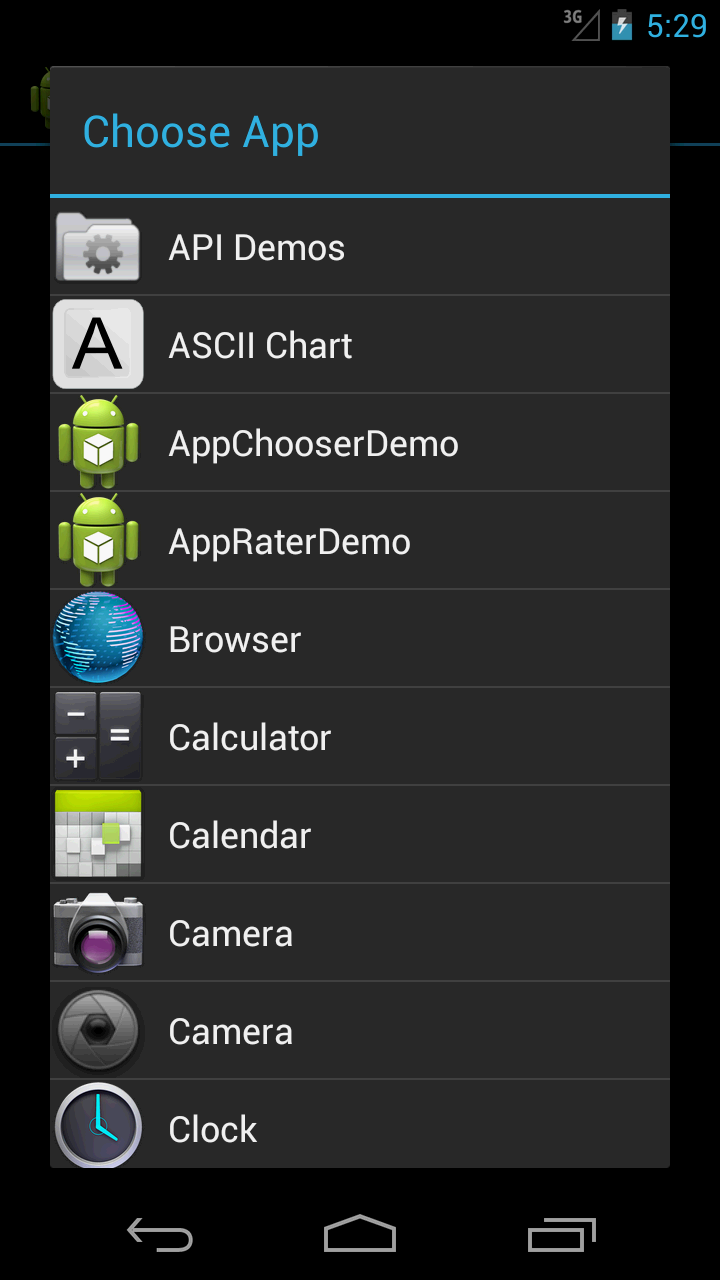 3G 5:29
Choose App
API Demos
A
ASCII Chart
AppChooserDemo
AppRaterDemo
Browser
− + =
Calculator
Calendar
Camera
Camera
Clock